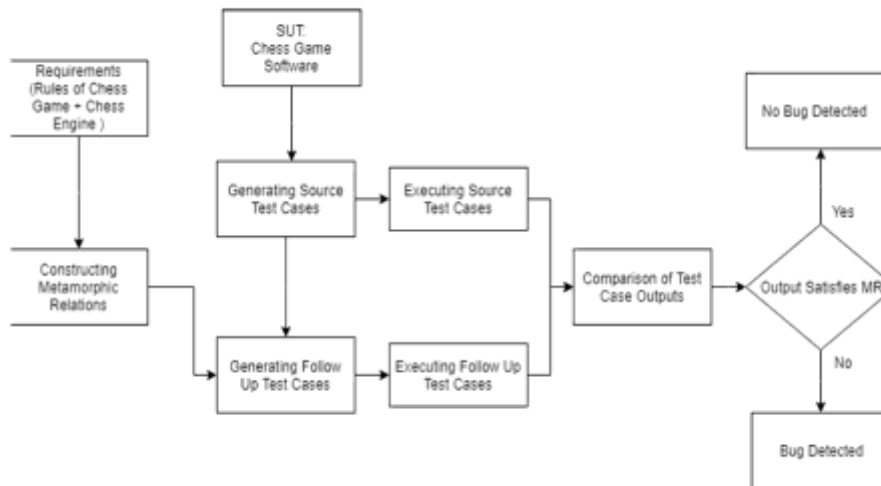 SUT:
Chess Game
Software
Requirements
(Rules of Chess
Game + Chess
Engine )
No Bug Detected
Generating Source
Test Cases
Executing Source
Test Cases
Yes
Constructing
Metamorphic
Relations
Comparison of Test
Case Outputs
Output Satisfies MR
Generating Follow
Up Test Cases
Executing Follow Up
Test Cases
No
Bug Detected